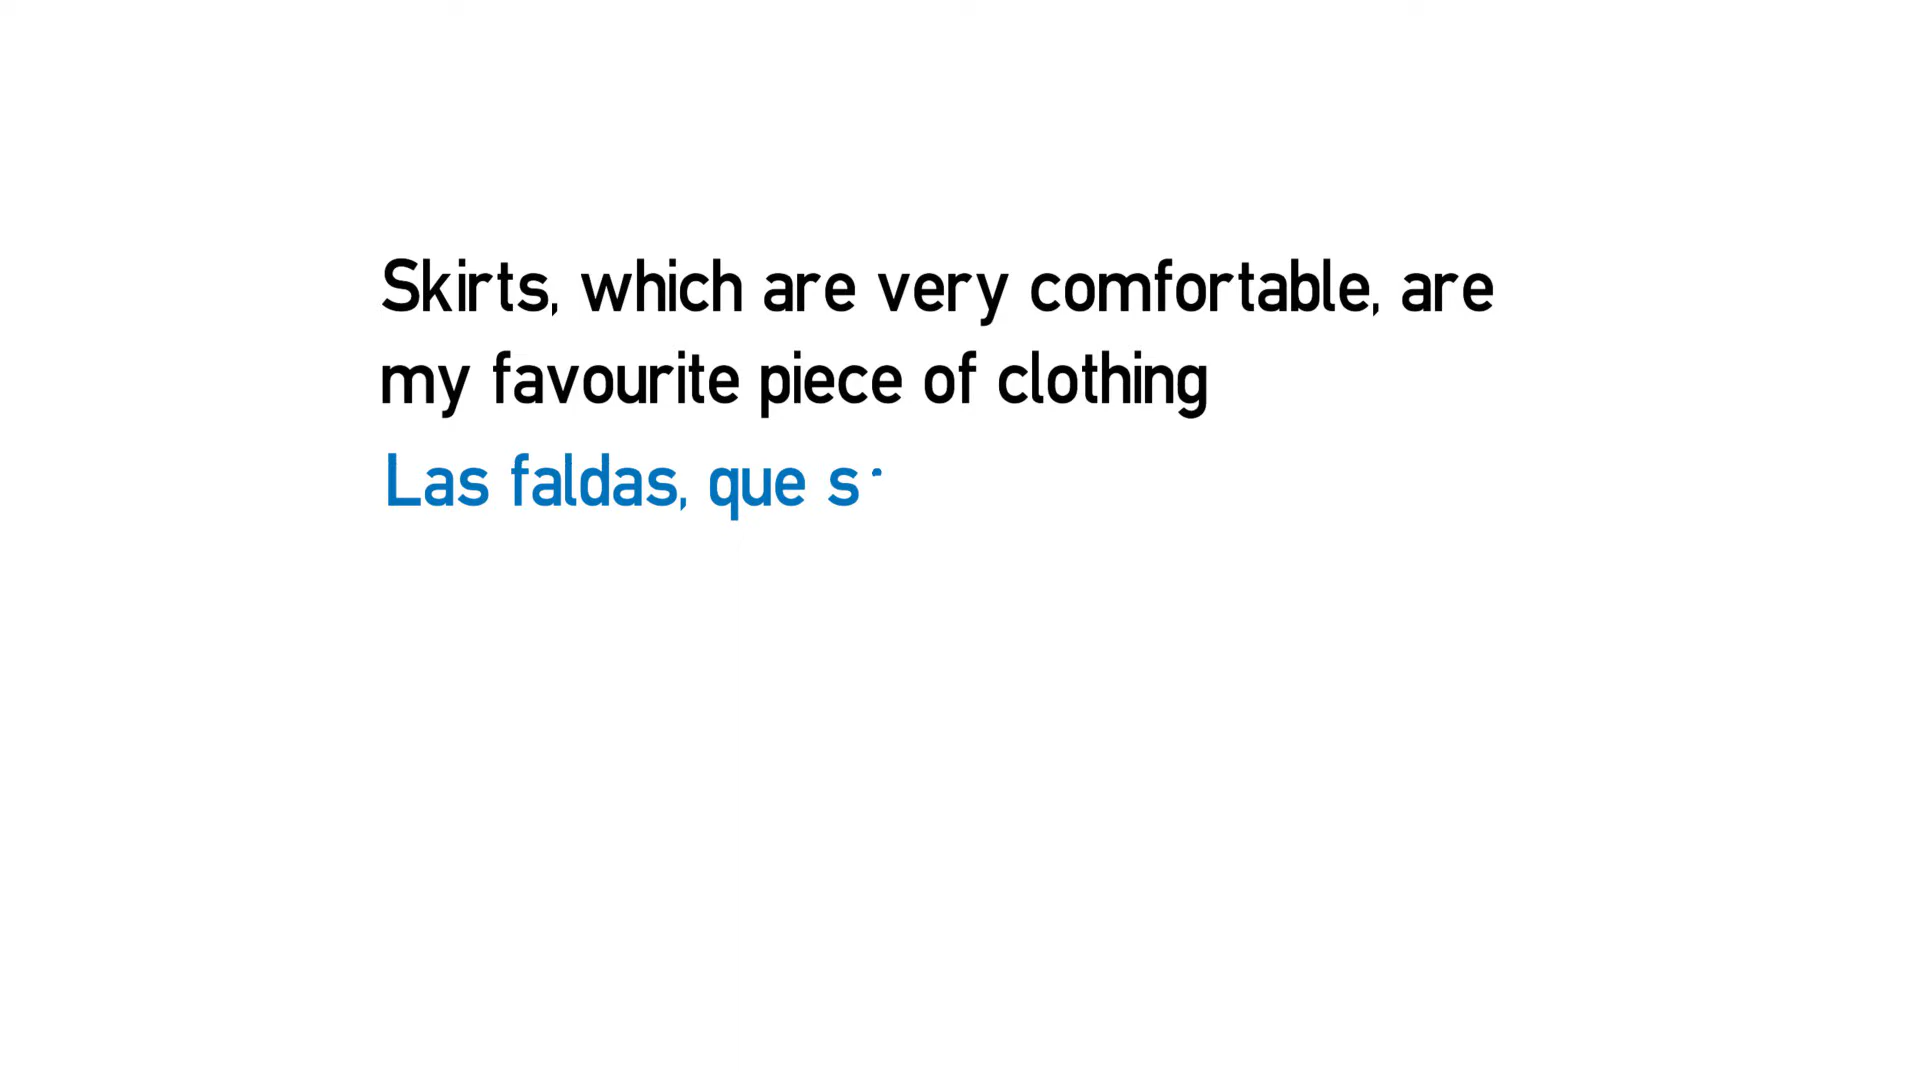 Skirts, which are very comfortable, are
my favourite piece of clothing
Las faldas, que s